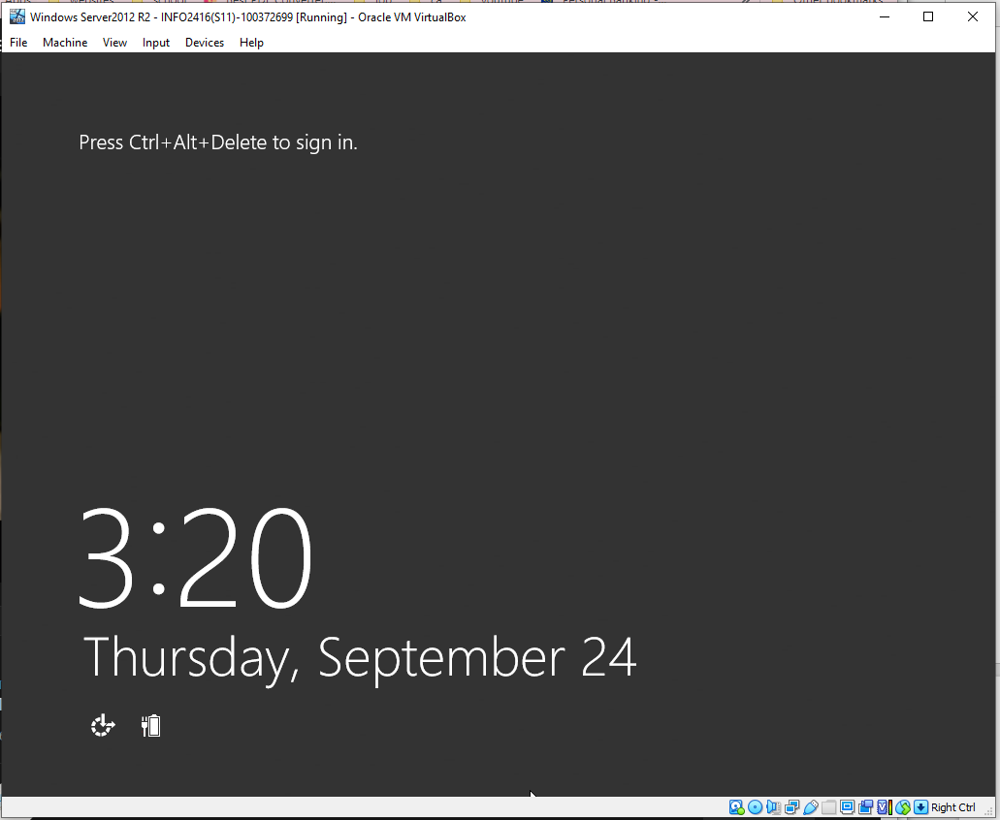 Windows Server2012 R2 - INFO2416(S11)-100372699 [Running] - Oracle VM VirtualBox
File Machine View Input Devices Help
Press Ctrl+Alt+Delete to sign in.
3:20
Thursday, September 24
Right Ctrl